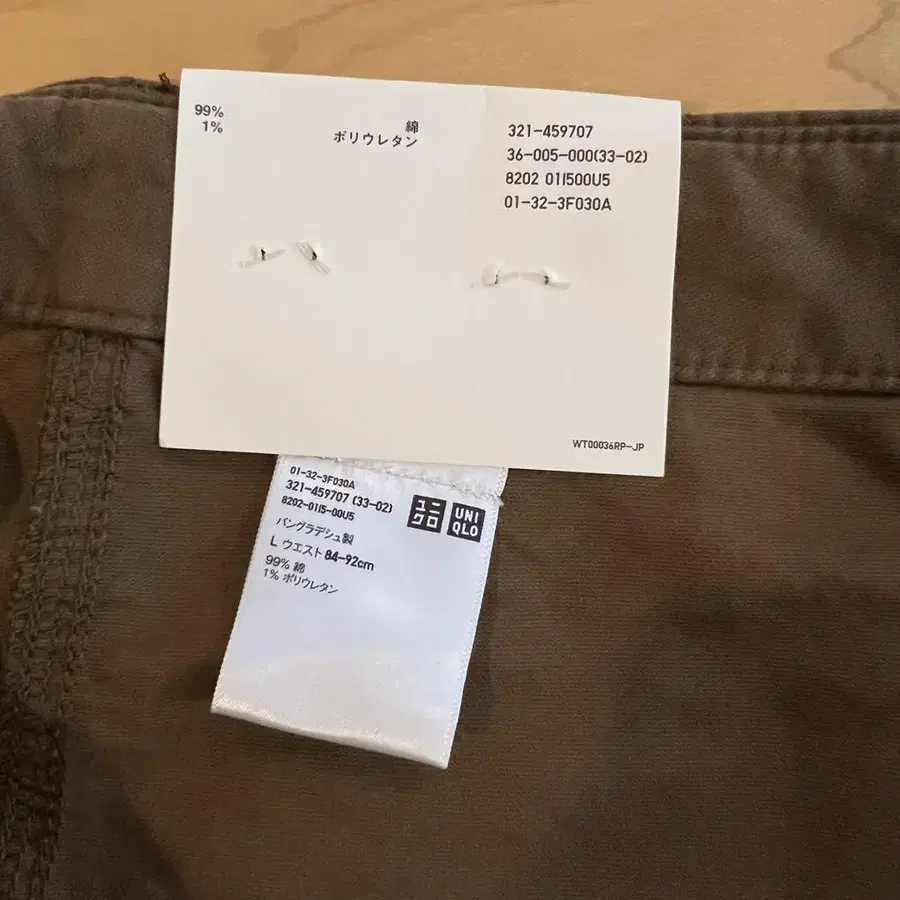 99% 綿
1% ポリウレタン
321-459707
36-005-000(33-02)
8202 01I500U5
01-32-3F030A
WT00036RP-JP
01-32-3F030A
321-459707 (33-02)
8202-01I5-00U5
バングラデシュ製
L ウエスト 84-92cm
99% 綿
1% ポリウレタン
ユニ
クロ
UNI
QLO